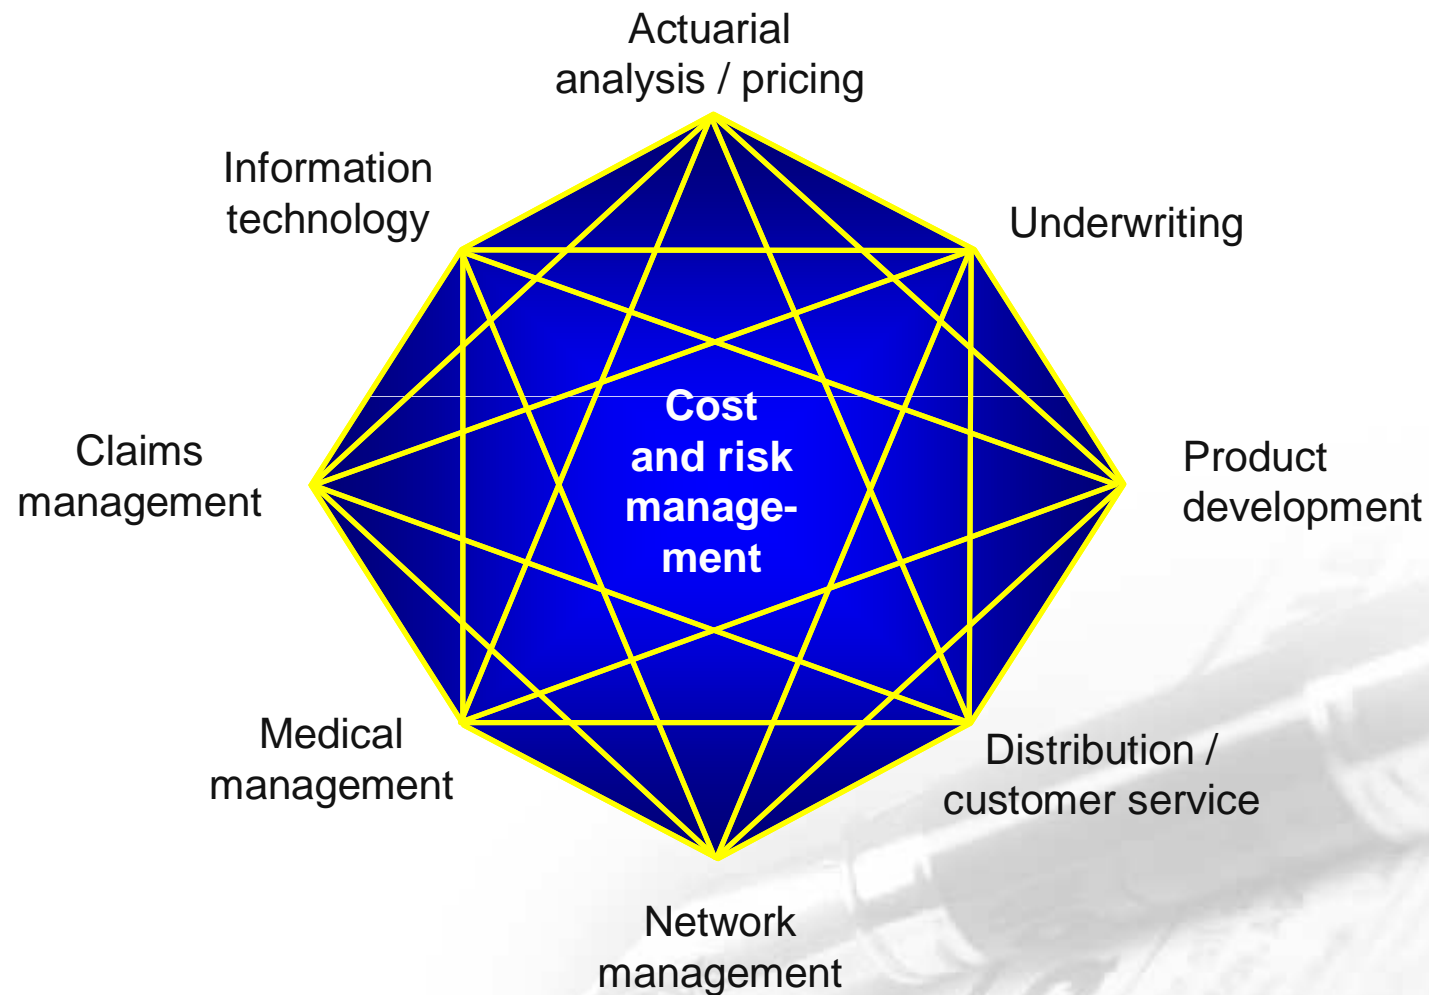 Actuarial
analysis / pricing
Information
technology
Underwriting
Cost
and risk
manage-
ment
Claims
management
Product
development
Medical
management
Distribution /
customer service
Network
management